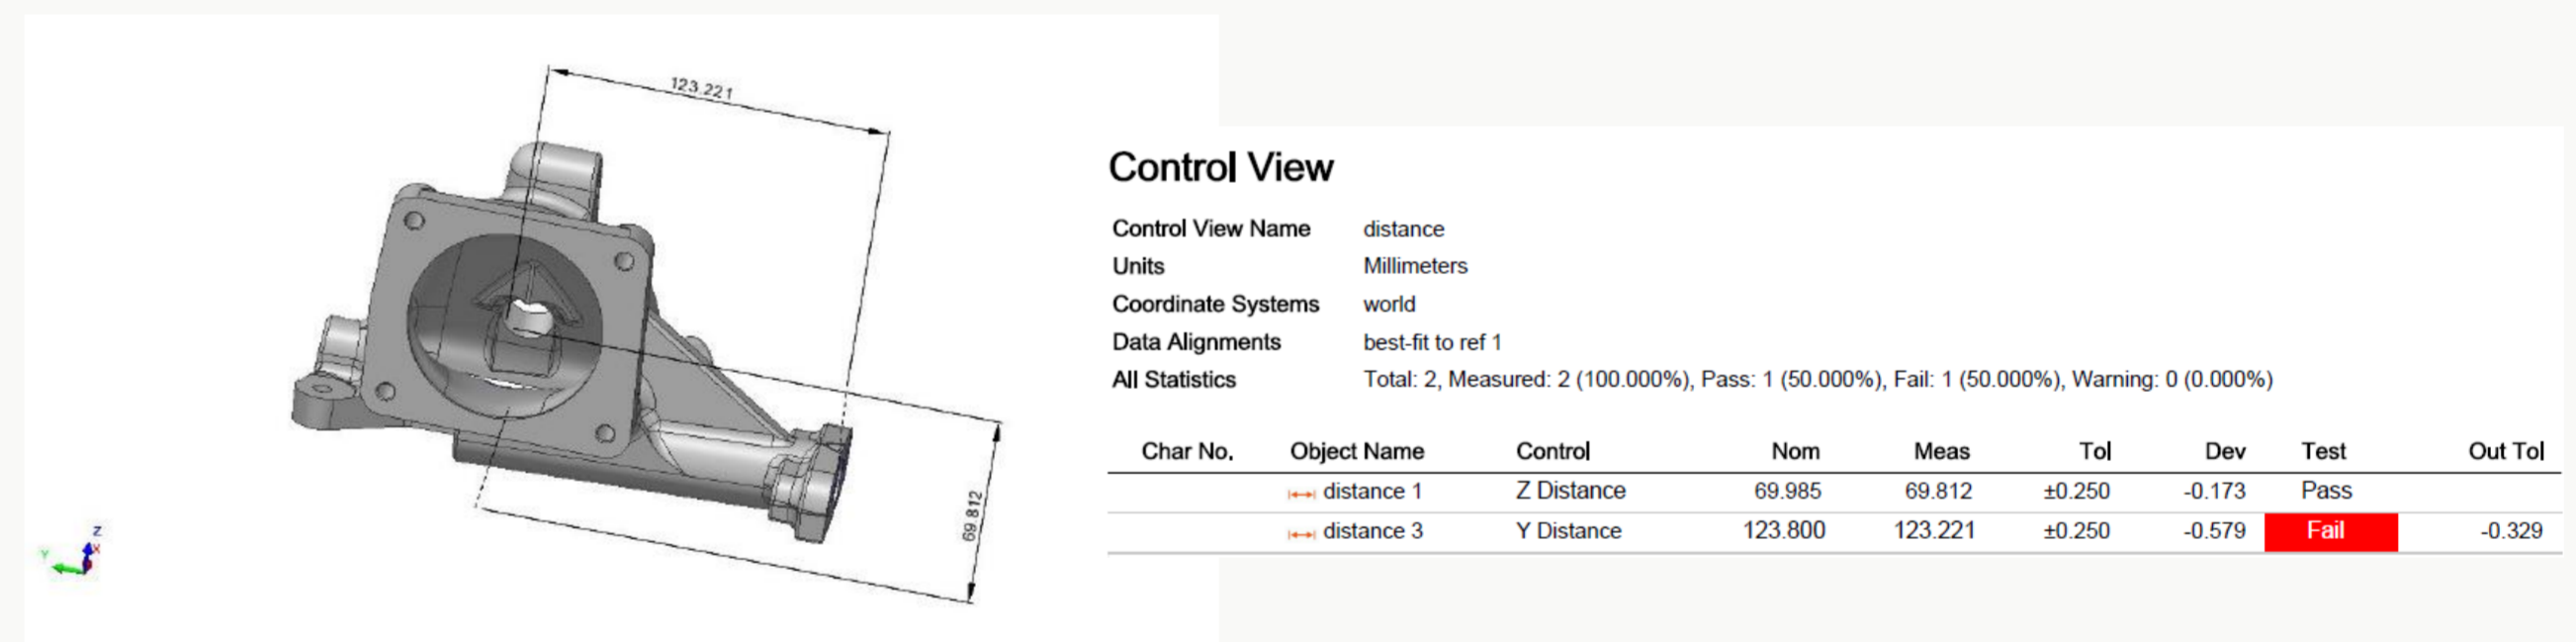 123.221
69.812
Z
Y
X
Control View
Control View Name distance
Units Millimeters
Coordinate Systems world
Data Alignments best-fit to ref 1
All Statistics Total: 2, Measured: 2 (100.000%), Pass: 1 (50.000%), Fail: 1 (50.000%), Warning: 0 (0.000%)
Char No. Object Name Control Nom Meas Tol Dev Test Out Tol
distance 1 Z Distance 69.985 69.812 ±0.250 -0.173 Pass
distance 3 Y Distance 123.800 123.221 ±0.250 -0.579 Fail -0.329